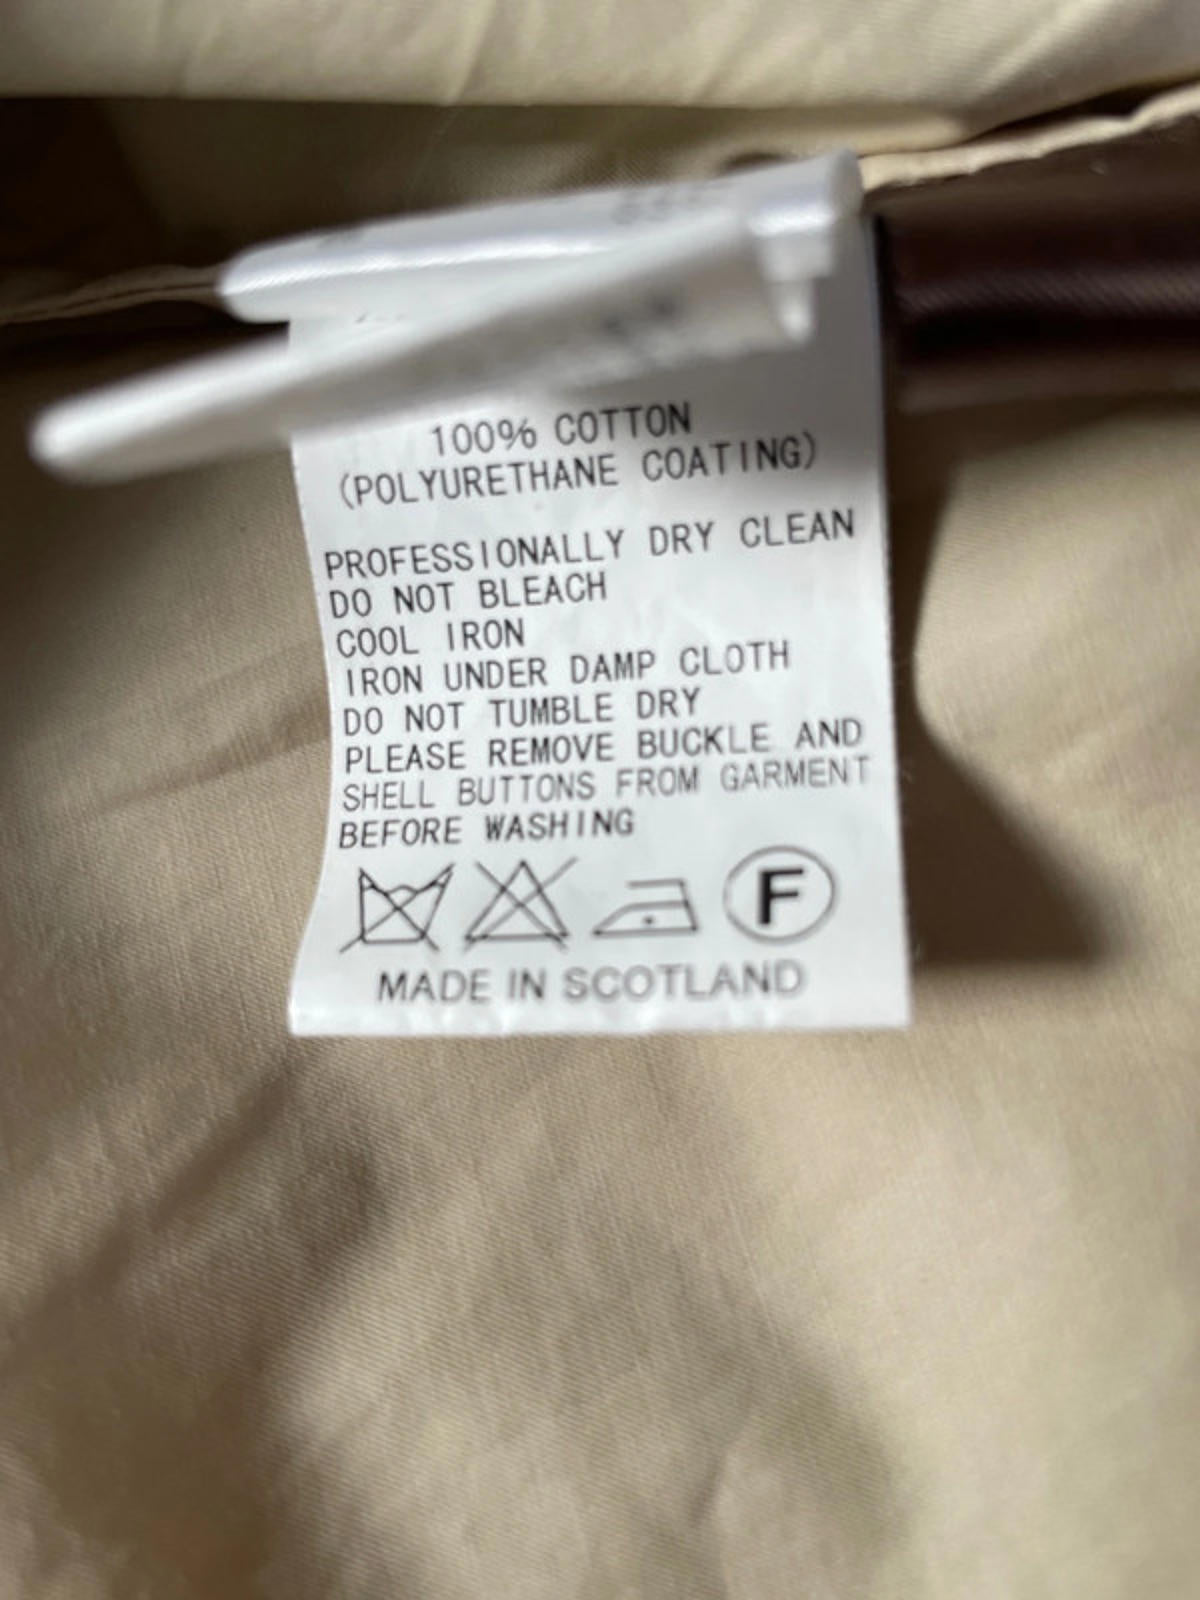 100% COTTON
(POLYURETHANE COATING)
PROFESSIONALLY DRY CLEAN
DO NOT BLEACH
COOL IRON
IRON UNDER DAMP CLOTH
DO NOT TUMBLE DRY
PLEASE REMOVE BUCKLE AND
SHELL BUTTONS FROM GARMENT
BEFORE WASHING
F
MADE IN SCOTLAND